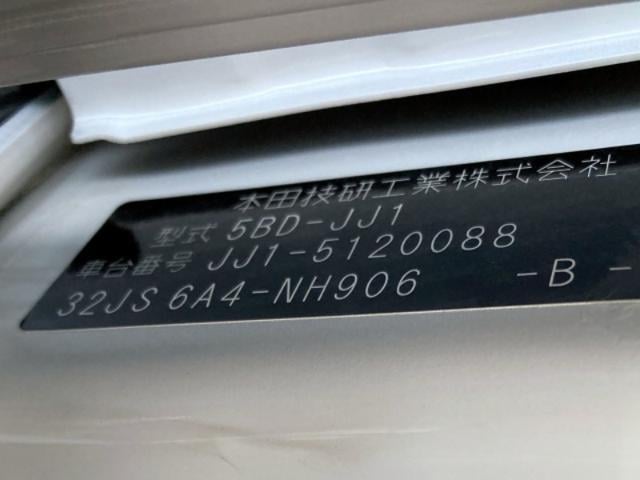 本田技研工業株式会社
型式 5BD-JJ1
車台番号 JJ1-5120088
32JS 6A4-NH906 -B -